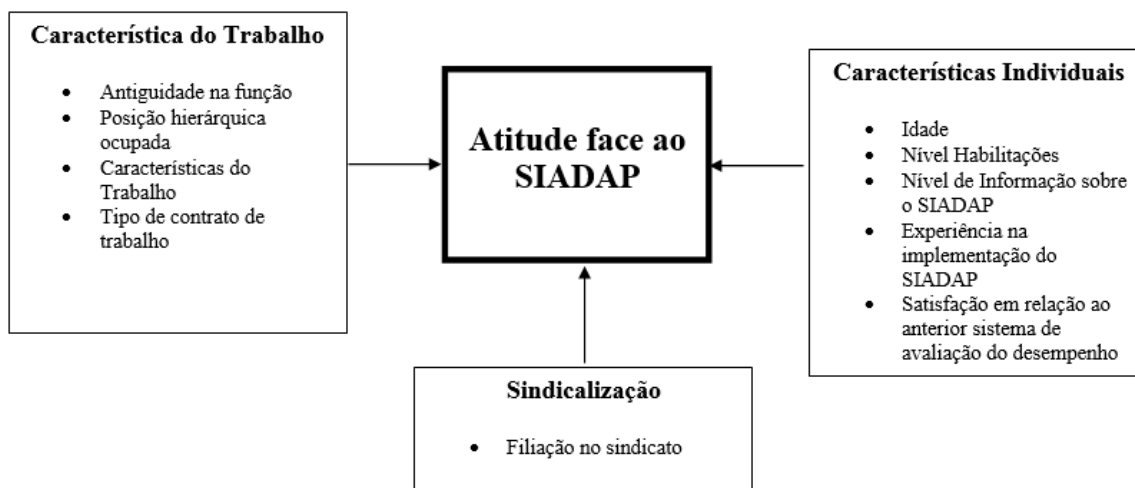 Característica do Trabalho
• Antiguidade na função
• Posição hierárquica
ocupada
• Características do
Trabalho
• Tipo de contrato de
trabalho
Atitude face ao
SIADAP
Características Individuais
• Idade
• Nível Habilitações
• Nível de Informação sobre
o SIADAP
• Experiência na
implementação do
SIADAP
• Satisfação em relação ao
anterior sistema de
avaliação do desempenho
Sindicalização
• Filiação no sindicato